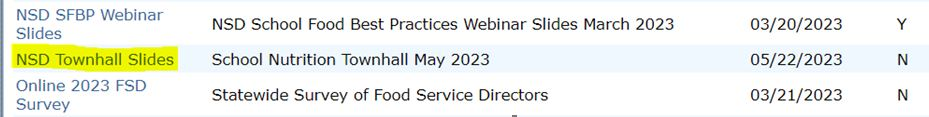 NSD SFBP Webinar Slides NSD School Food Best Practices Webinar Slides March 2023 03/20/2023 Y
NSD Townhall Slides School Nutrition Townhall May 2023 05/22/2023 N
Online 2023 FSD Survey Statewide Survey of Food Service Directors 03/21/2023 N